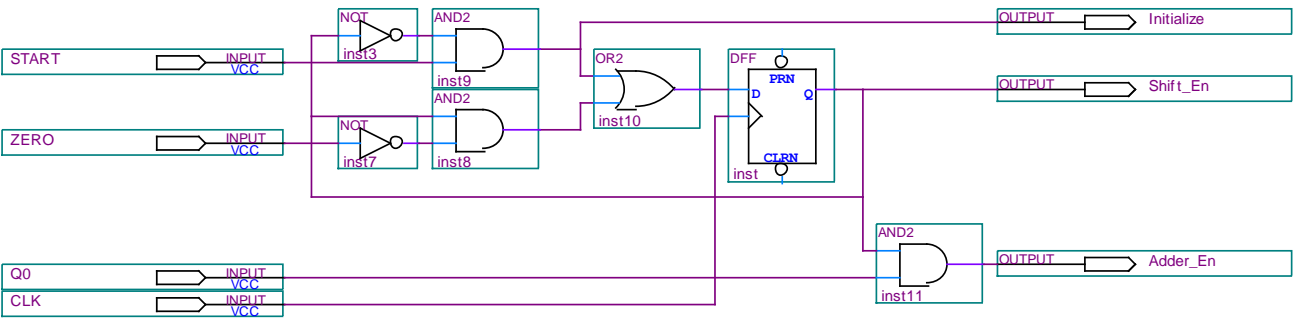 NOT
AND2
OUTPUT
Initialize
START
INPUT
VCC
inst3
inst9
OR2
DFF
PRN
D
Q
OUTPUT
Shift_En
AND2
NOT
inst10
ZERO
INPUT
VCC
inst7
inst8
CLRN
inst
AND2
OUTPUT
Adder_En
Q0
INPUT
VCC
inst11
CLK
INPUT
VCC